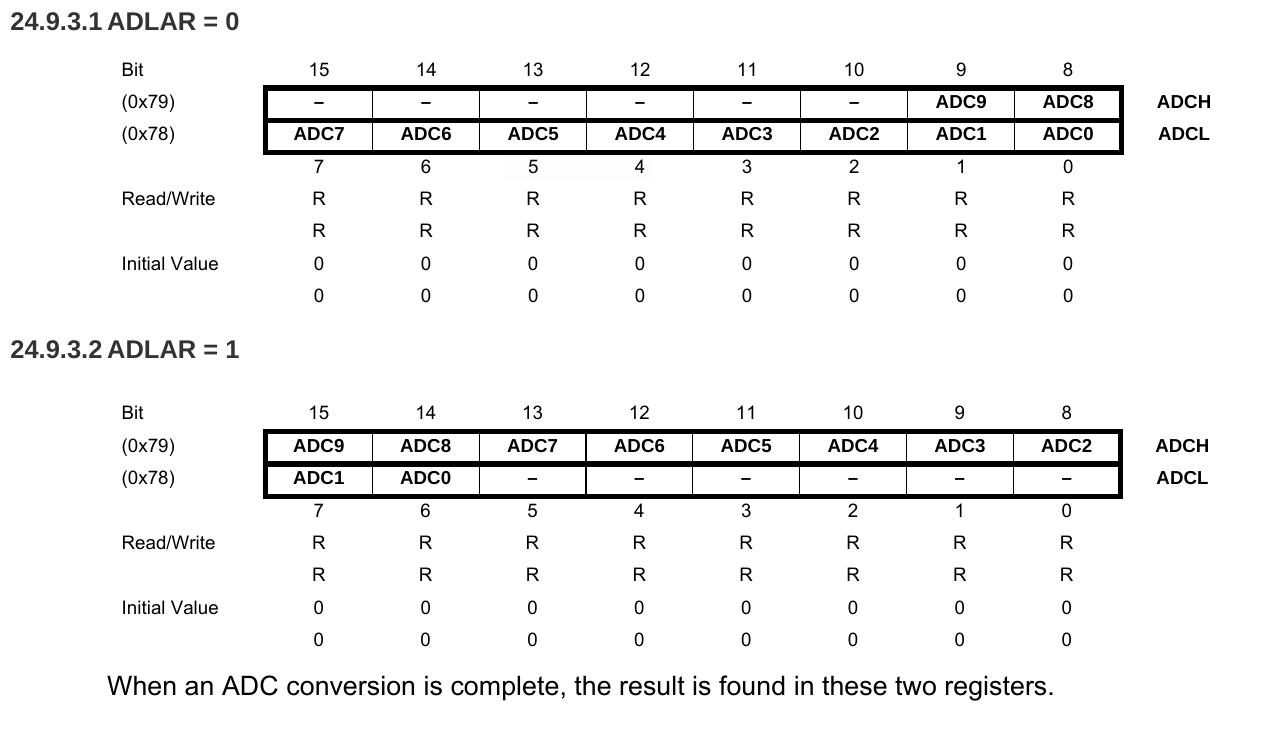 24.9.3.1 ADLAR = 0
Bit 15 14 13 12 11 10 9 8
(0x79) – – – – – – ADC9 ADC8 ADCH
(0x78) ADC7 ADC6 ADC5 ADC4 ADC3 ADC2 ADC1 ADC0 ADCL
7 6 5 4 3 2 1 0
Read/Write R R R R R R R R
R R R R R R R R
Initial Value 0 0 0 0 0 0 0 0
0 0 0 0 0 0 0 0
24.9.3.2 ADLAR = 1
Bit 15 14 13 12 11 10 9 8
(0x79) ADC9 ADC8 ADC7 ADC6 ADC5 ADC4 ADC3 ADC2 ADCH
(0x78) ADC1 ADC0 – – – – – – ADCL
7 6 5 4 3 2 1 0
Read/Write R R R R R R R R
R R R R R R R R
Initial Value 0 0 0 0 0 0 0 0
0 0 0 0 0 0 0 0
When an ADC conversion is complete, the result is found in these two registers.